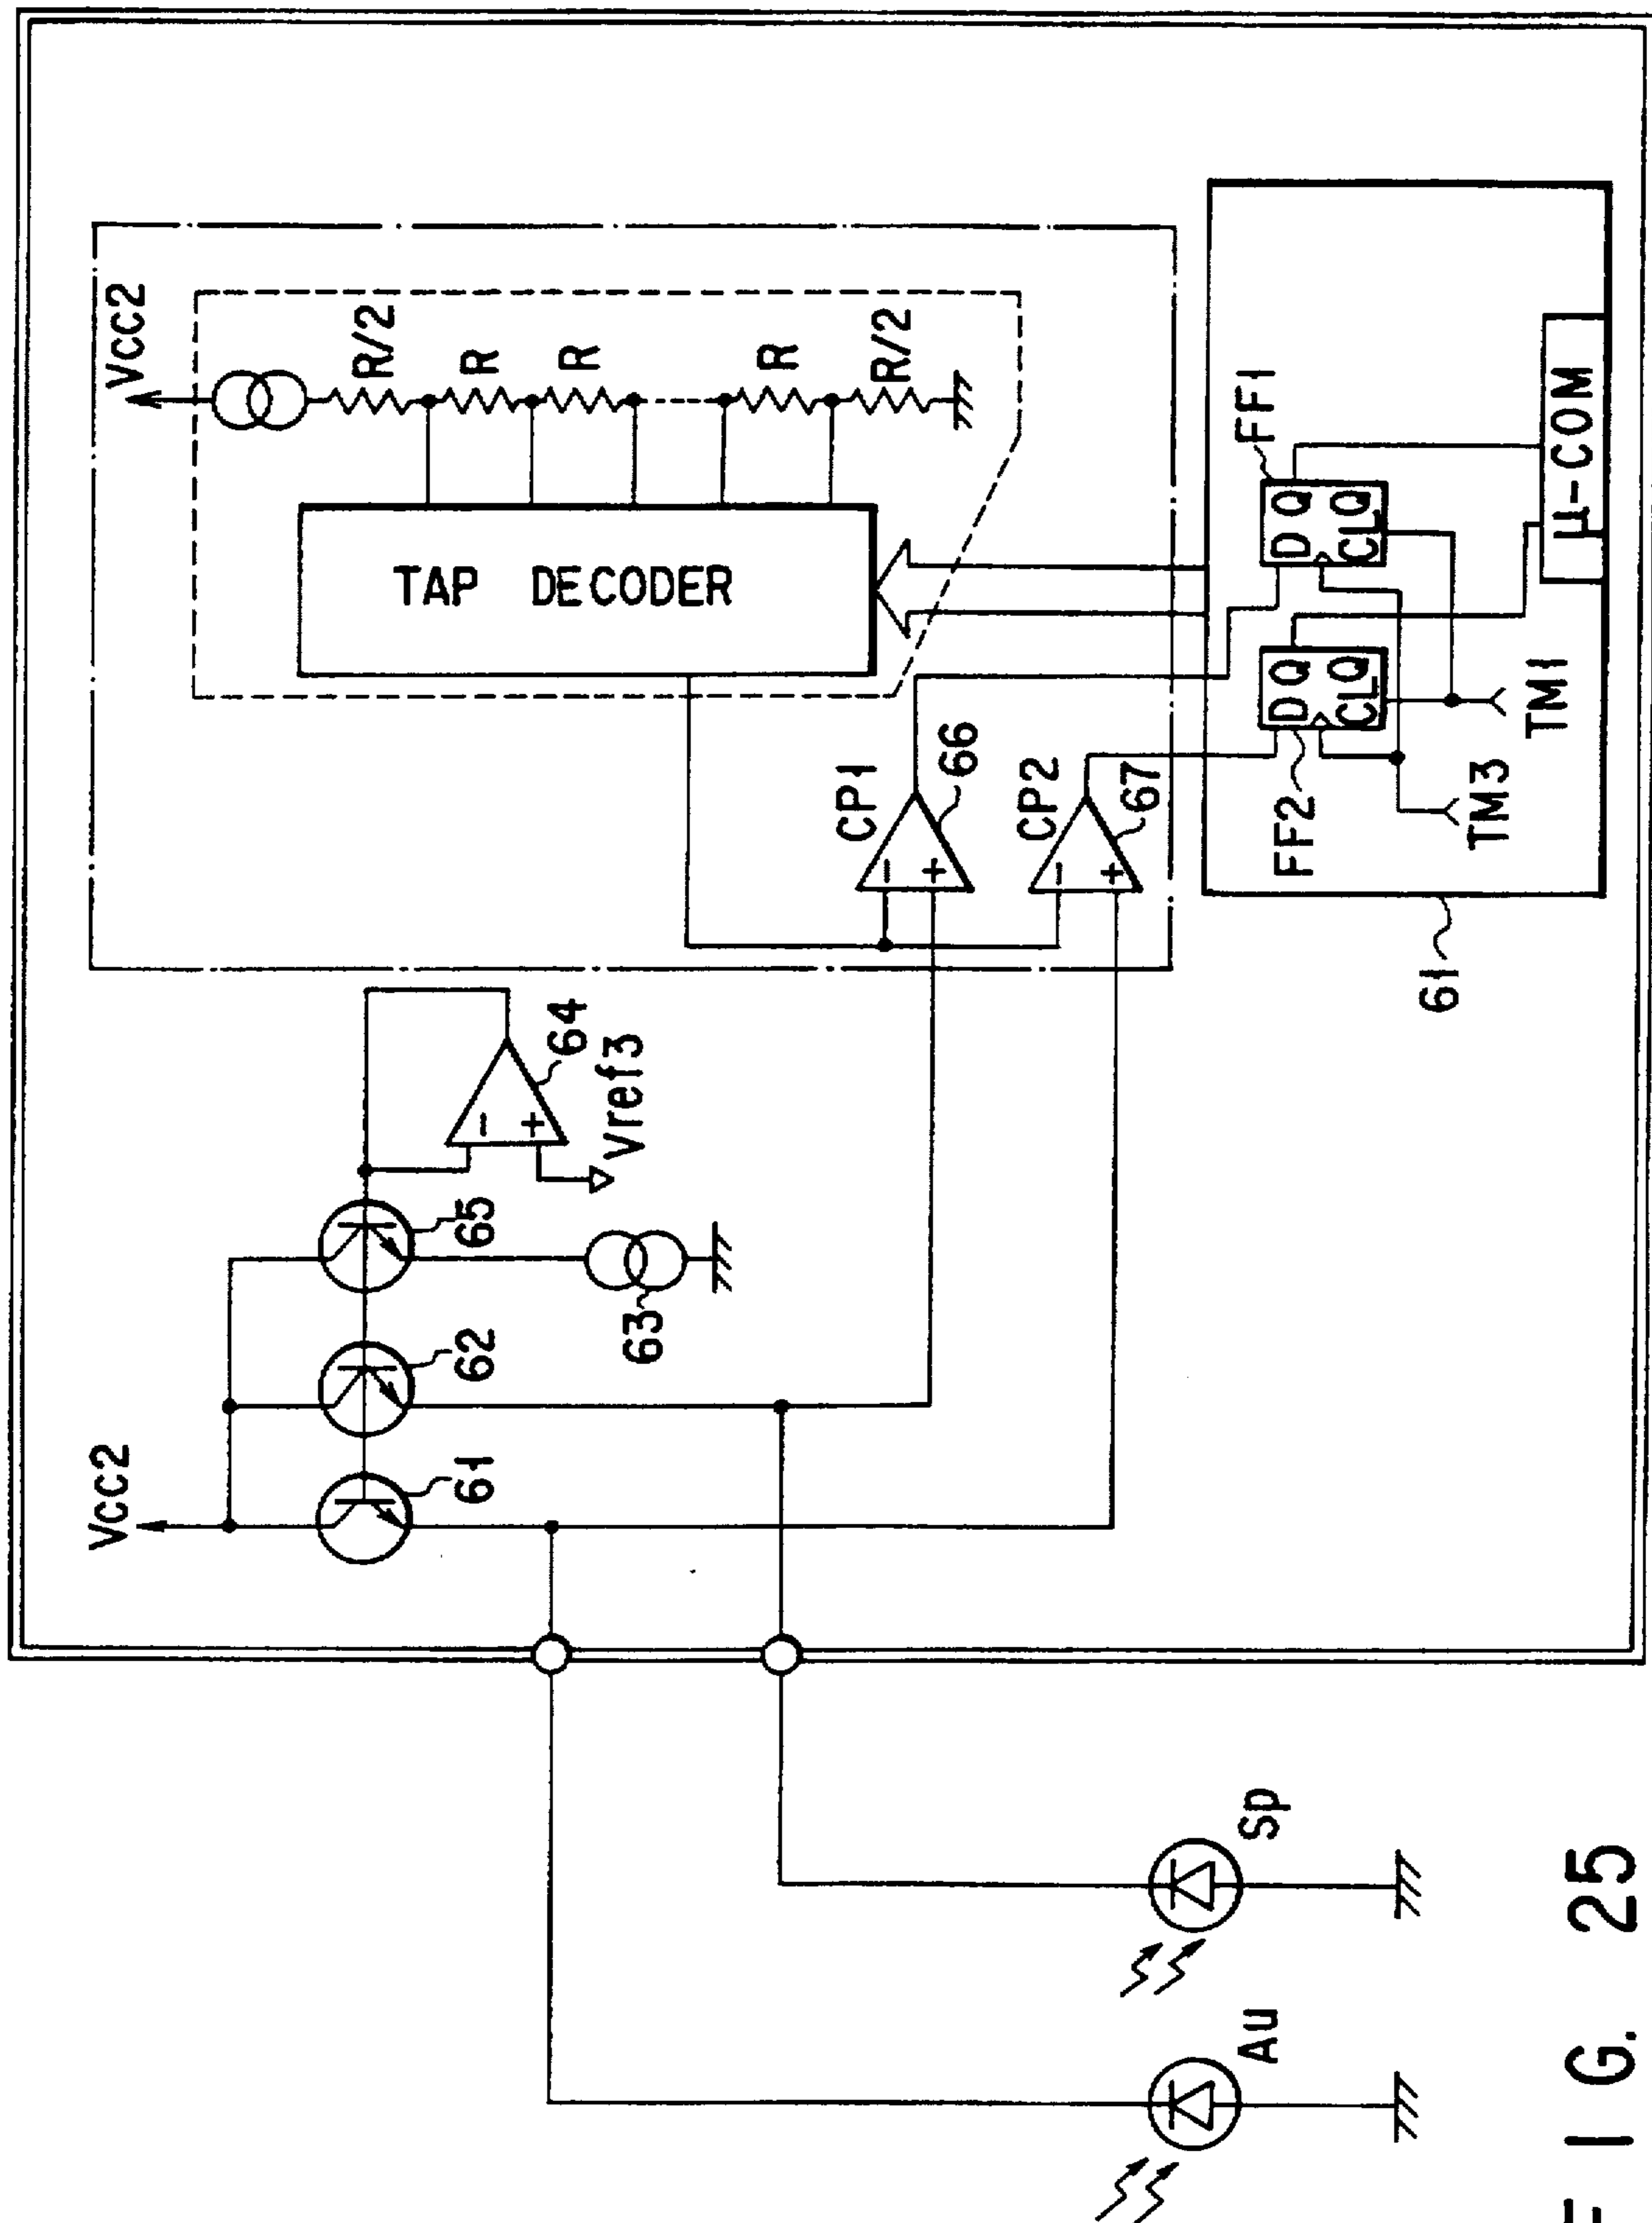 Vcc2
61
62
65
64
Vref3
63
Vcc2
R/2
R
R
R
R/2
TAP DECODER
CP1
−
+
66
CP2
−
+
67
−
+
FF1
D Q
CLQ
FF2
D Q
CLQ
TM3
TM1
μ-COM
61
Au
Sp
F I G. 25